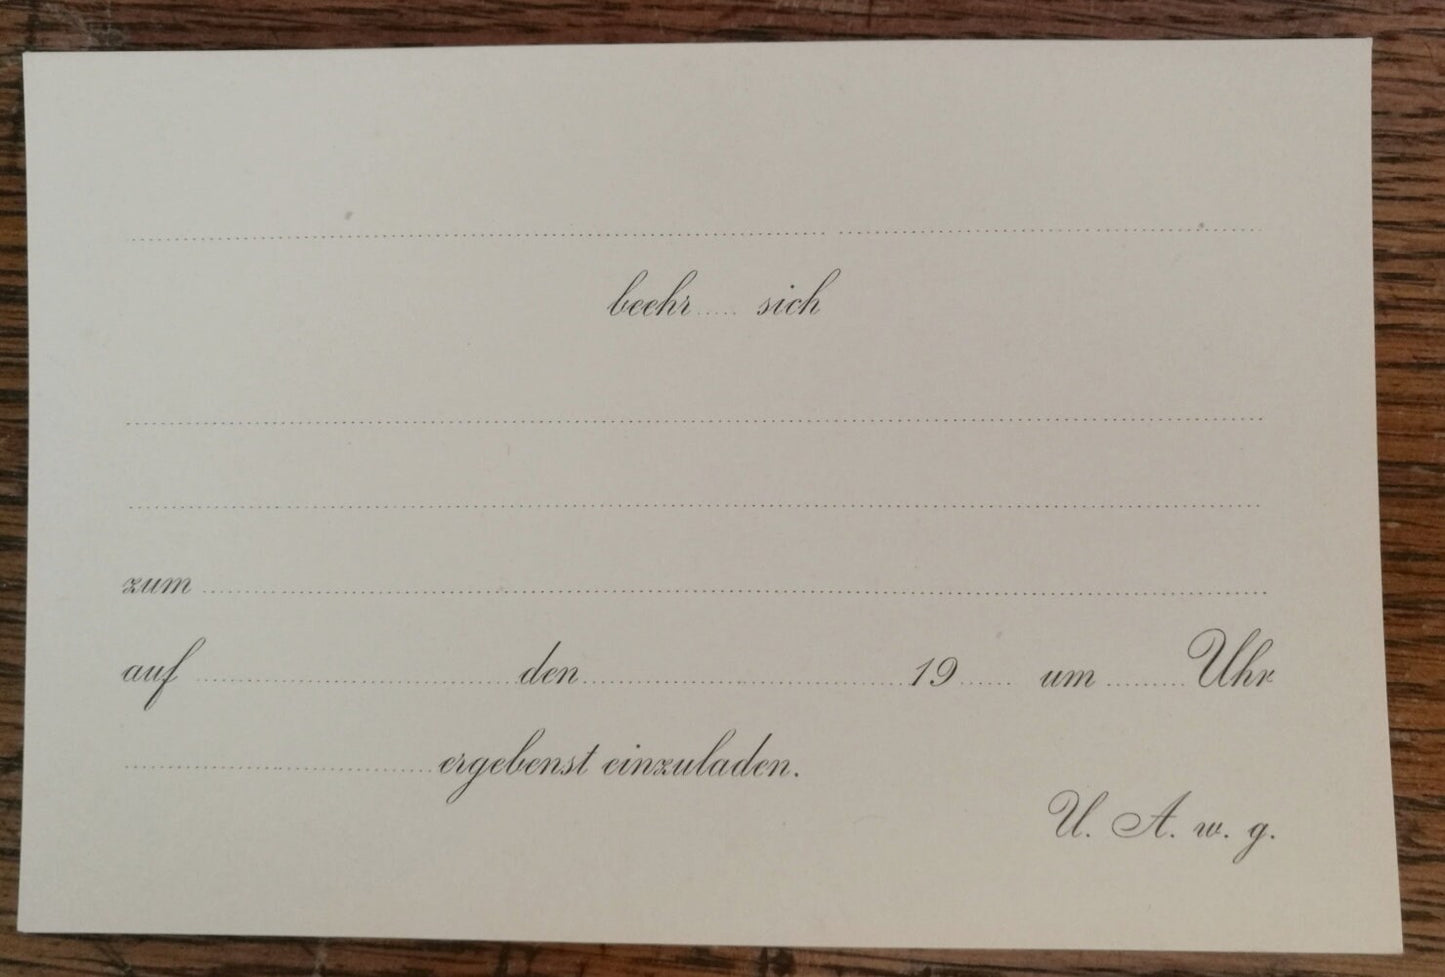 beehr..... sich
zum ....................
auf .................... den .................... 19...... um ........ Uhr
.................... ergebenst einzuladen.
U. A. w. g.